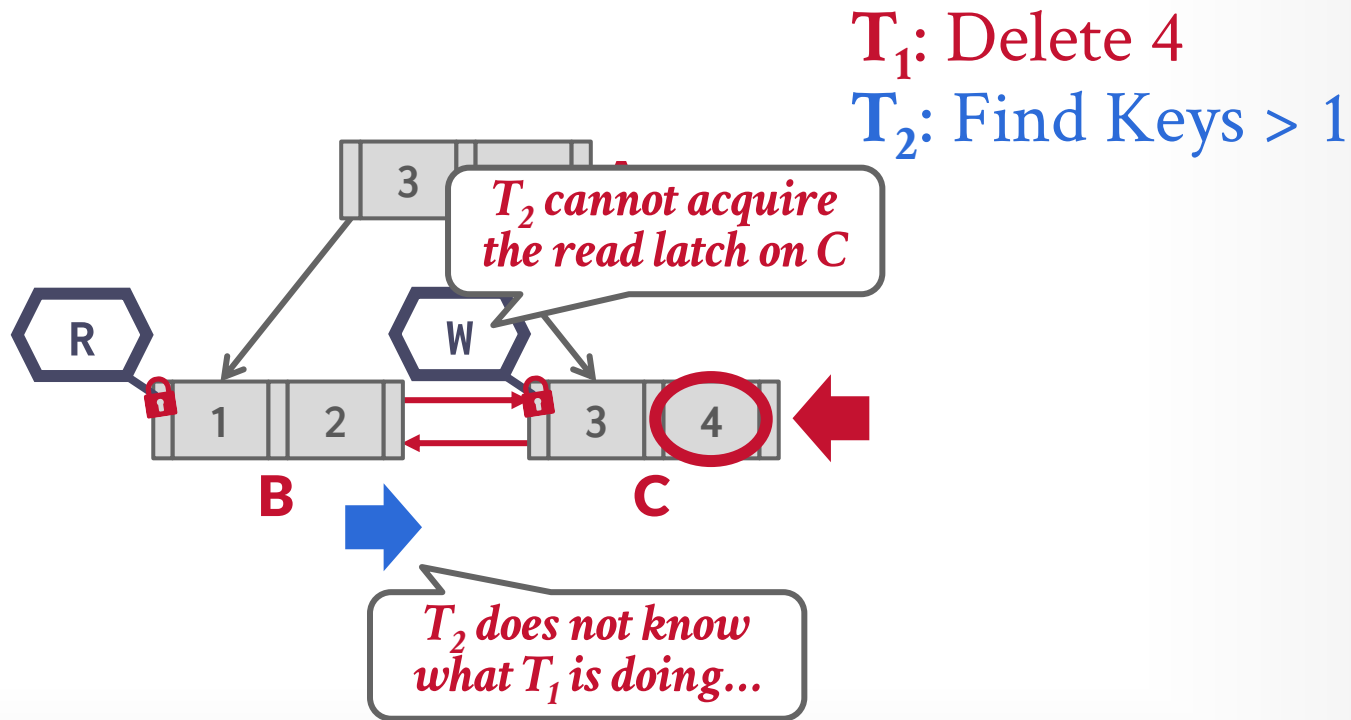 T₁: Delete 4
T₂: Find Keys > 1
3
T₂ cannot acquire
the read latch on C
R
W
1 2
3 4
B
C
T₂ does not know
what T₁ is doing...